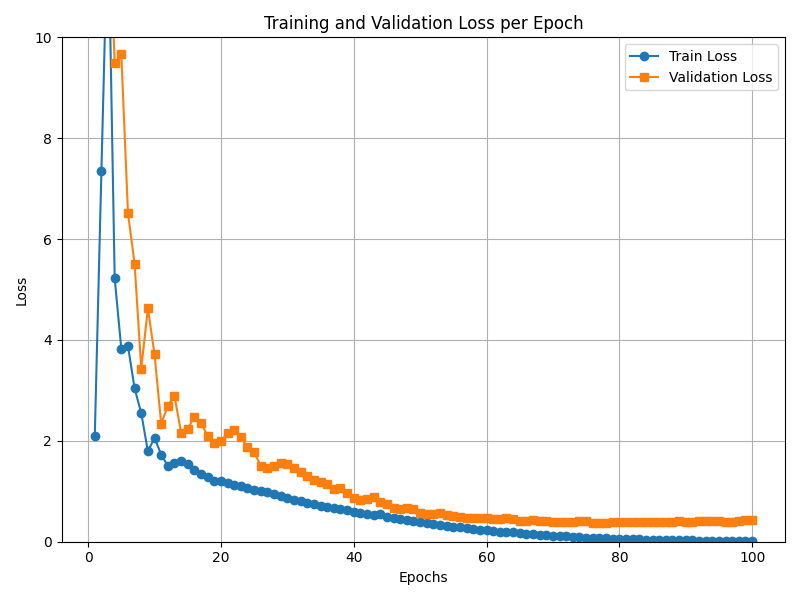 Training and Validation Loss per Epoch
Train Loss
Validation Loss
10
8
6
4
2
0
Loss
0 20 40 60 80 100
Epochs